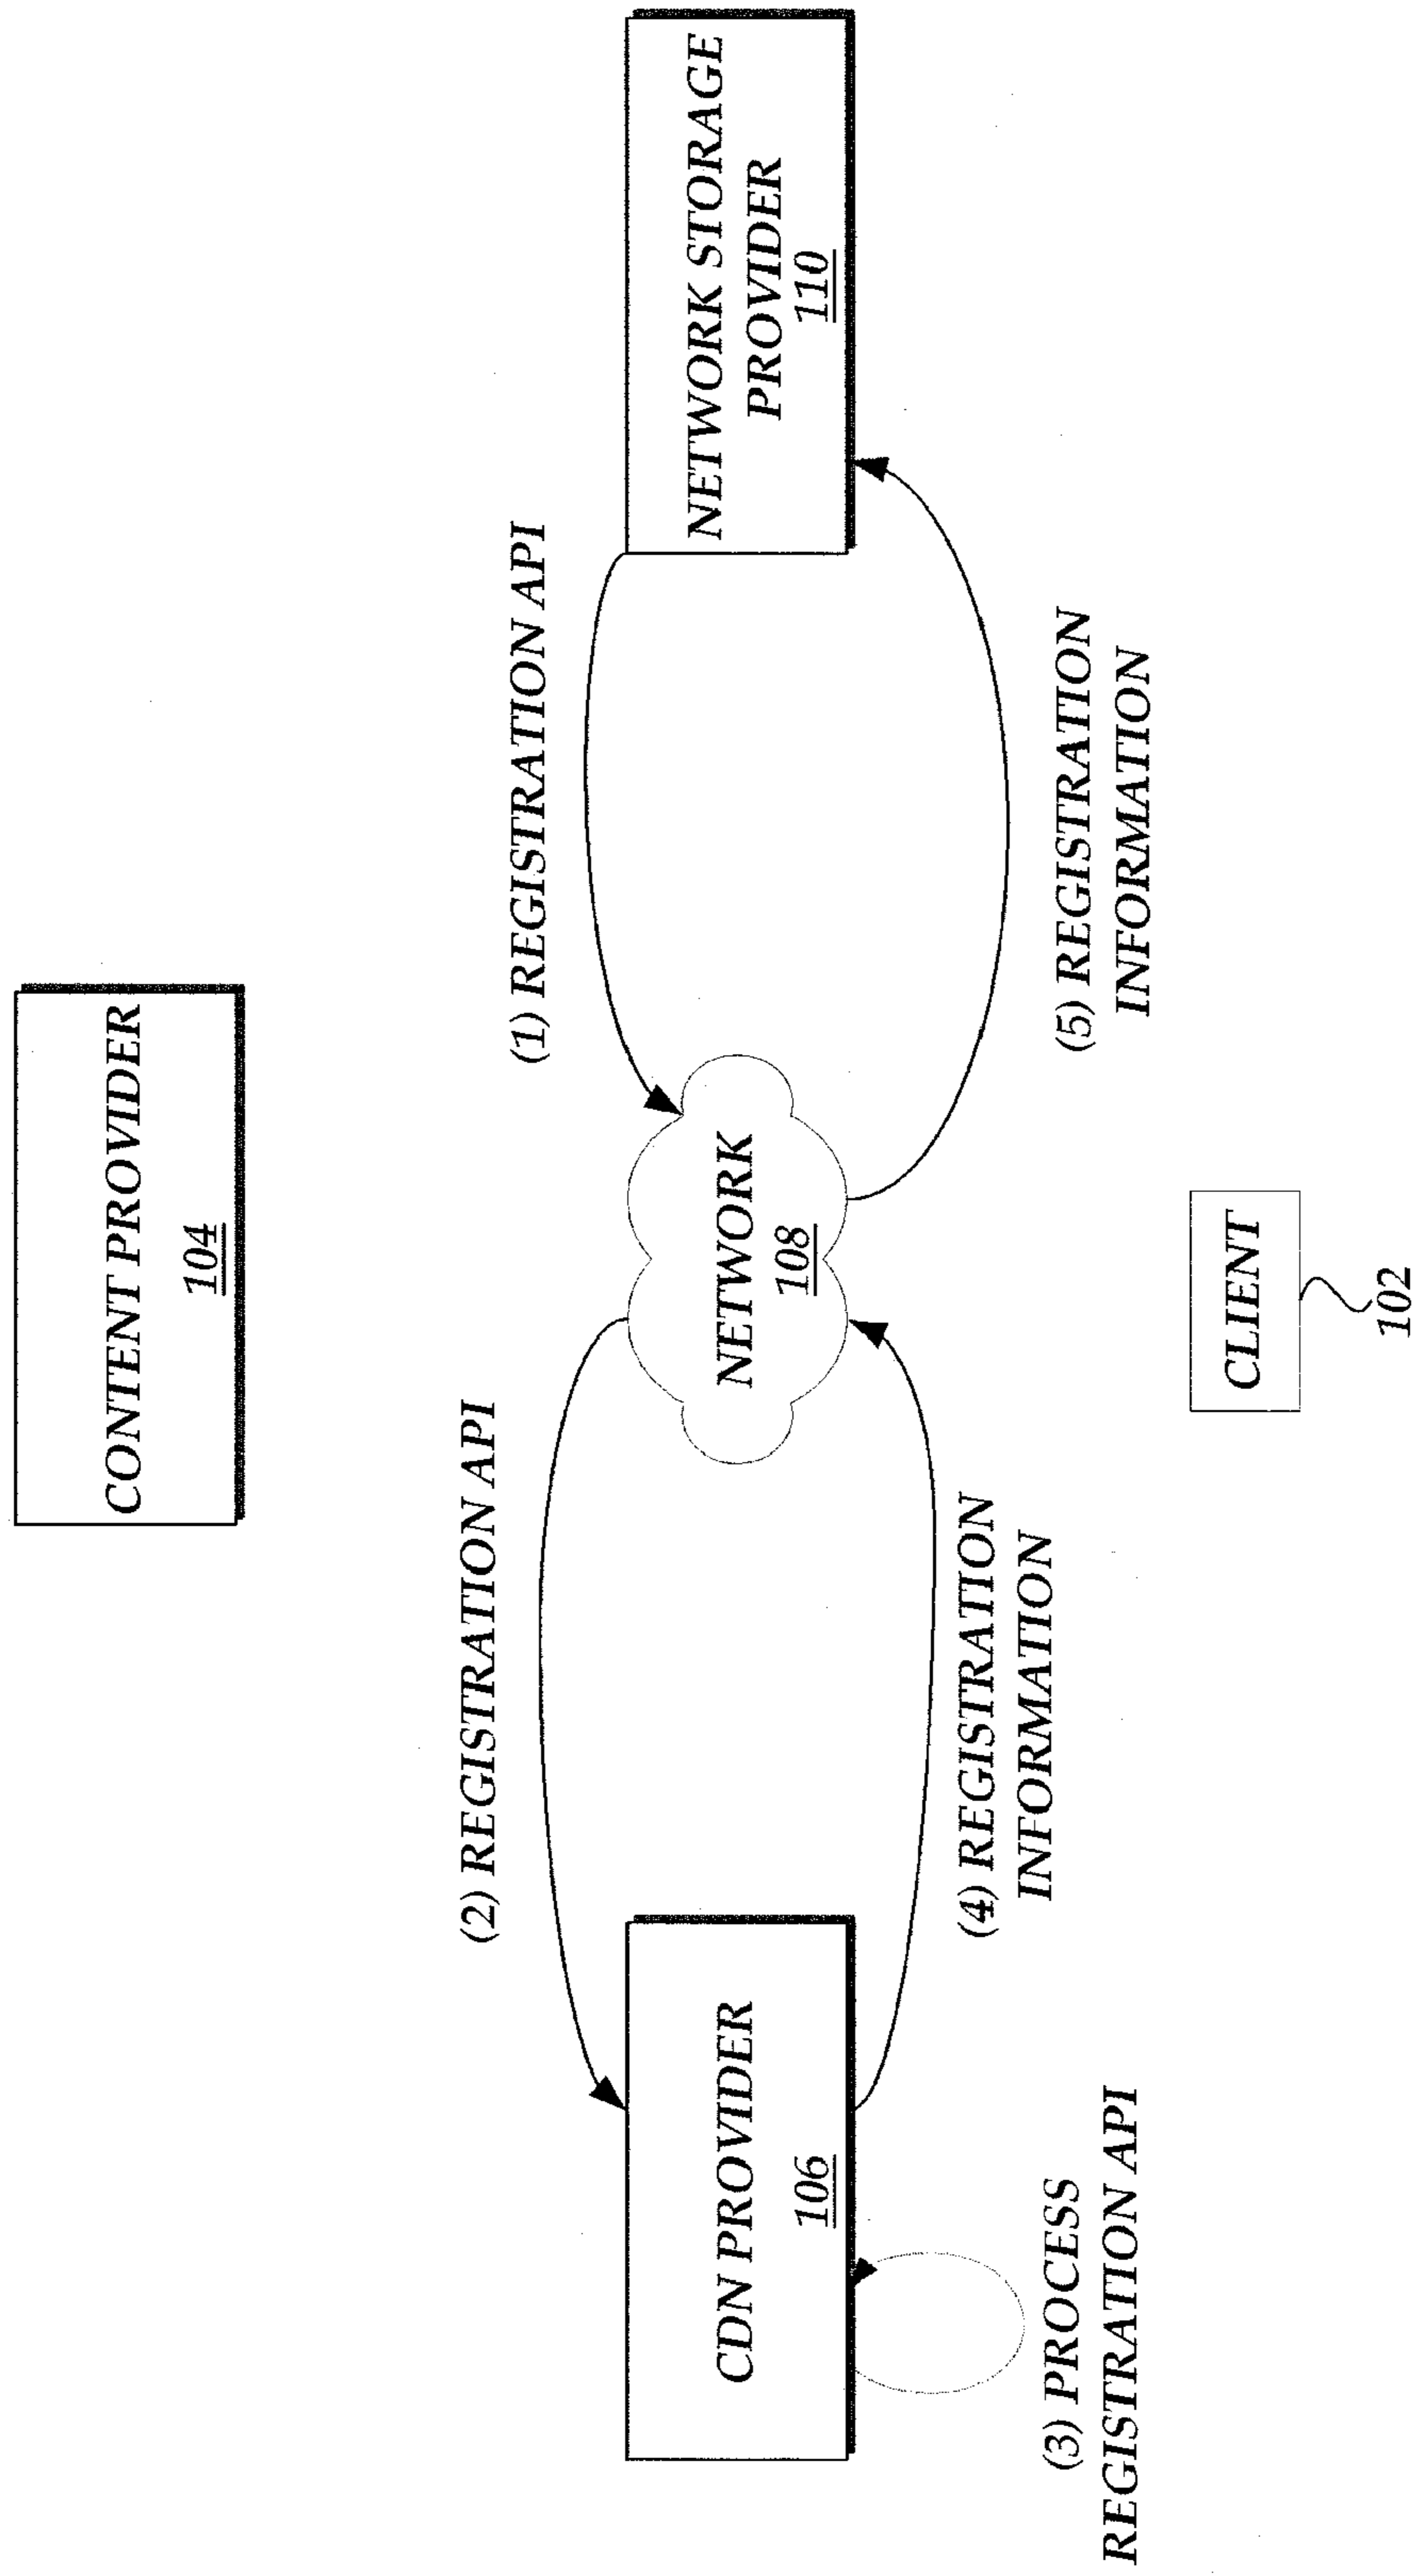 CONTENT PROVIDER
104
(2) REGISTRATION API
(1) REGISTRATION API
CDN PROVIDER
106
NETWORK
108
NETWORK STORAGE
PROVIDER
110
(4) REGISTRATION
INFORMATION
(5) REGISTRATION
INFORMATION
(3) PROCESS
REGISTRATION API
CLIENT
102